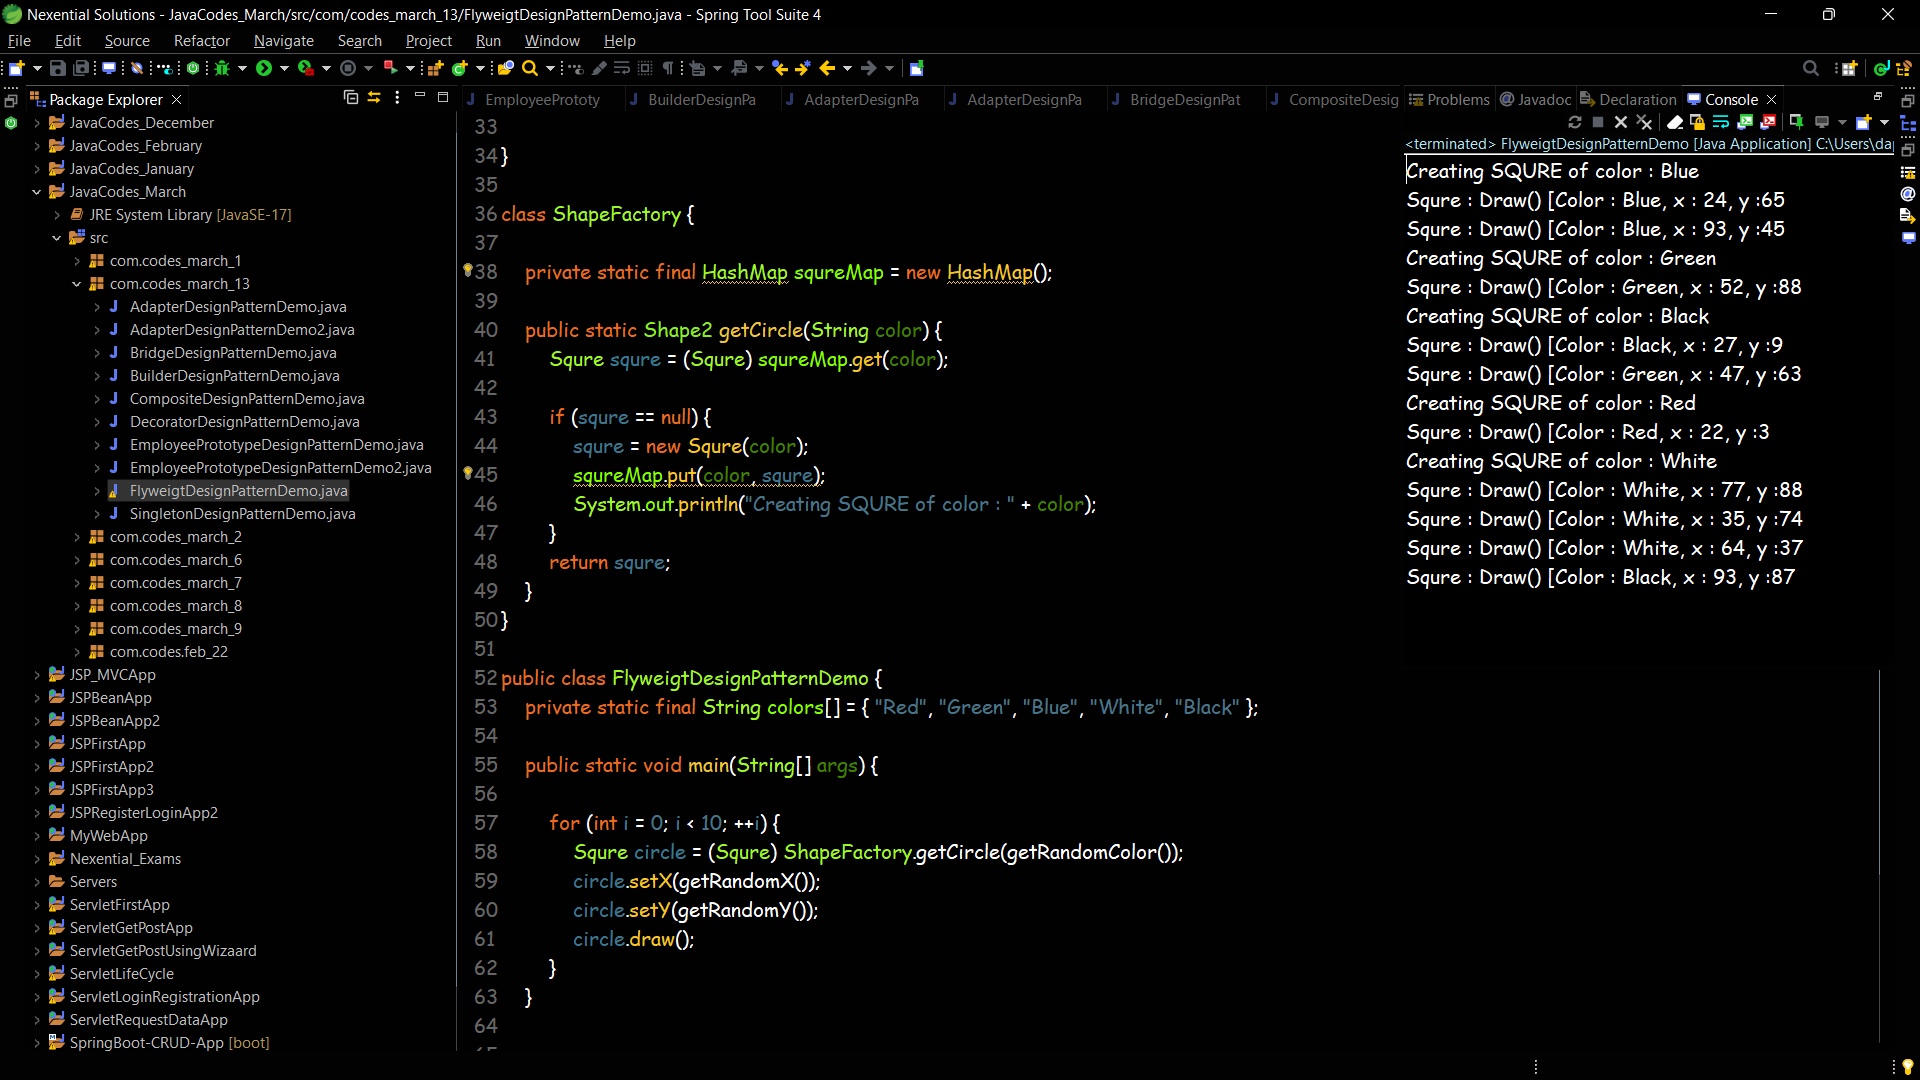 Nexential Solutions - JavaCodes_March/src/com/codes_march_13/FlyweigtDesignPatternDemo.java - Spring Tool Suite 4
File Edit Source Refactor Navigate Search Project Run Window Help
Package Explorer
JavaCodes_December
JavaCodes_February
JavaCodes_January
JavaCodes_March
JRE System Library [JavaSE-17]
src
com.codes_march_1
com.codes_march_13
AdapterDesignPatternDemo.java
AdapterDesignPatternDemo2.java
BridgeDesignPatternDemo.java
BuilderDesignPatternDemo.java
CompositeDesignPatternDemo.java
DecoratorDesignPatternDemo.java
EmployeePrototypeDesignPatternDemo.java
EmployeePrototypeDesignPatternDemo2.java
FlyweigtDesignPatternDemo.java
SingletonDesignPatternDemo.java
com.codes_march_2
com.codes_march_6
com.codes_march_7
com.codes_march_8
com.codes_march_9
com.codes.feb_22
JSP_MVCApp
JSPBeanApp
JSPBeanApp2
JSPFirstApp
JSPFirstApp2
JSPFirstApp3
JSPRegisterLoginApp2
MyWebApp
Nexential_Exams
Servers
ServletFirstApp
ServletGetPostApp
ServletGetPostUsingWizaard
ServletLifeCycle
ServletLoginRegistrationApp
ServletRequestDataApp
SpringBoot-CRUD-App [boot]
EmployeePrototy BuilderDesignPa AdapterDesignPa AdapterDesignPa BridgeDesignPat CompositeDesig
33
34 }
35
36 class ShapeFactory {
37
38 private static final HashMap squreMap = new HashMap();
39
40 public static Shape2 getCircle(String color) {
41 Squre squre = (Squre) squreMap.get(color);
42
43 if (squre == null) {
44 squre = new Squre(color);
45 squreMap.put(color, squre);
46 System.out.println("Creating SQURE of color : " + color);
47 }
48 return squre;
49 }
50 }
51
52 public class FlyweigtDesignPatternDemo {
53 private static final String colors[] = { "Red", "Green", "Blue", "White", "Black" };
54
55 public static void main(String[] args) {
56
57 for (int i = 0; i < 10; ++i) {
58 Squre circle = (Squre) ShapeFactory.getCircle(getRandomColor());
59 circle.setX(getRandomX());
60 circle.setY(getRandomY());
61 circle.draw();
62 }
63 }
64
Problems Javadoc Declaration Console
<terminated> FlyweigtDesignPatternDemo [Java Application] C:\Users\da
Creating SQURE of color : Blue
Squre : Draw() [Color : Blue, x : 24, y :65
Squre : Draw() [Color : Blue, x : 93, y :45
Creating SQURE of color : Green
Squre : Draw() [Color : Green, x : 52, y :88
Creating SQURE of color : Black
Squre : Draw() [Color : Black, x : 27, y :9
Squre : Draw() [Color : Green, x : 47, y :63
Creating SQURE of color : Red
Squre : Draw() [Color : Red, x : 22, y :3
Creating SQURE of color : White
Squre : Draw() [Color : White, x : 77, y :88
Squre : Draw() [Color : White, x : 35, y :74
Squre : Draw() [Color : White, x : 64, y :37
Squre : Draw() [Color : Black, x : 93, y :87